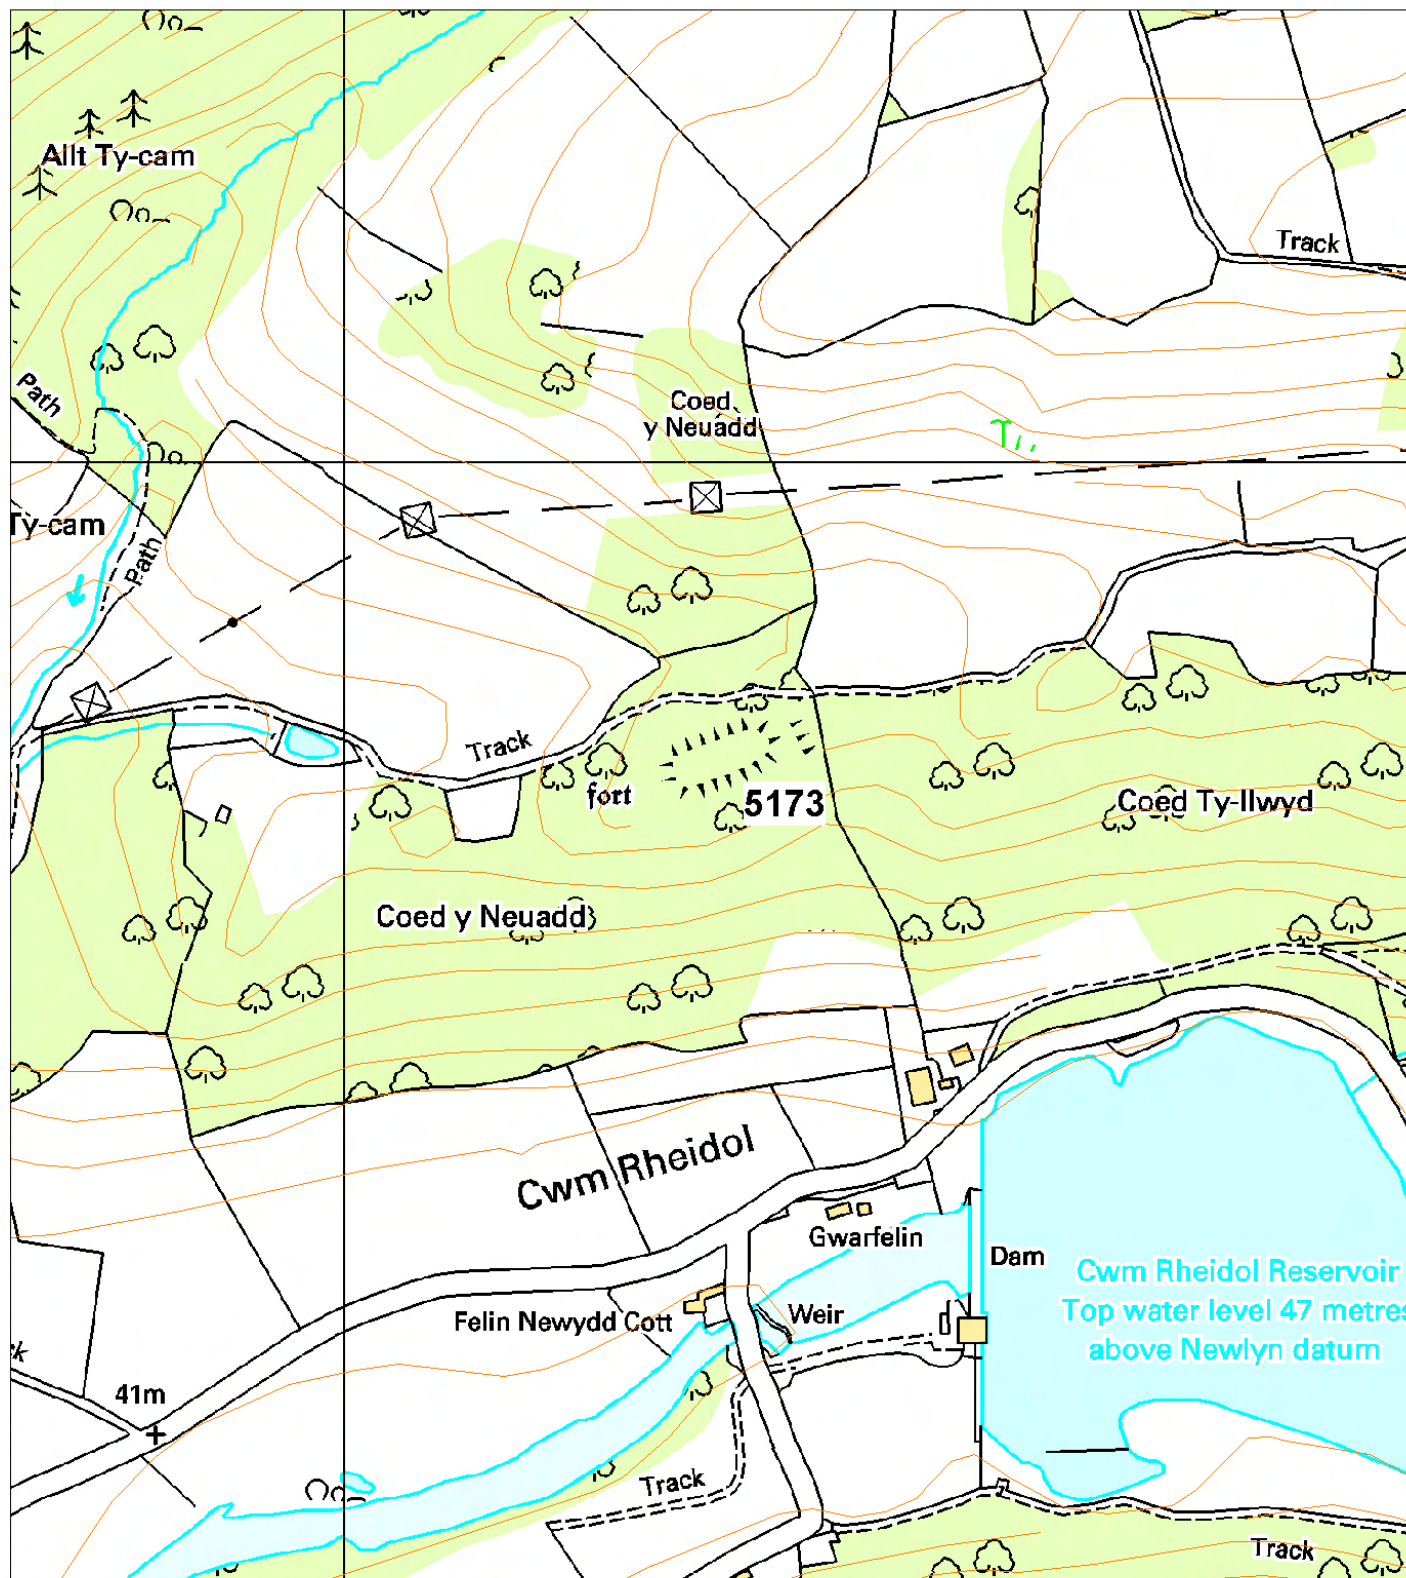 Allt Ty-cam
Track
Path
Coed
y Neuadd
Ty-cam
Path
Track
fort
5173
Coed Ty-llwyd
Coed y Neuadd
Cwm Rheidol
Gwarfelin
Dam
Cwm Rheidol Reservoir
Top water level 47 metres
above Newlyn datum
Weir
Felin Newydd Cott
41m
Track
Track